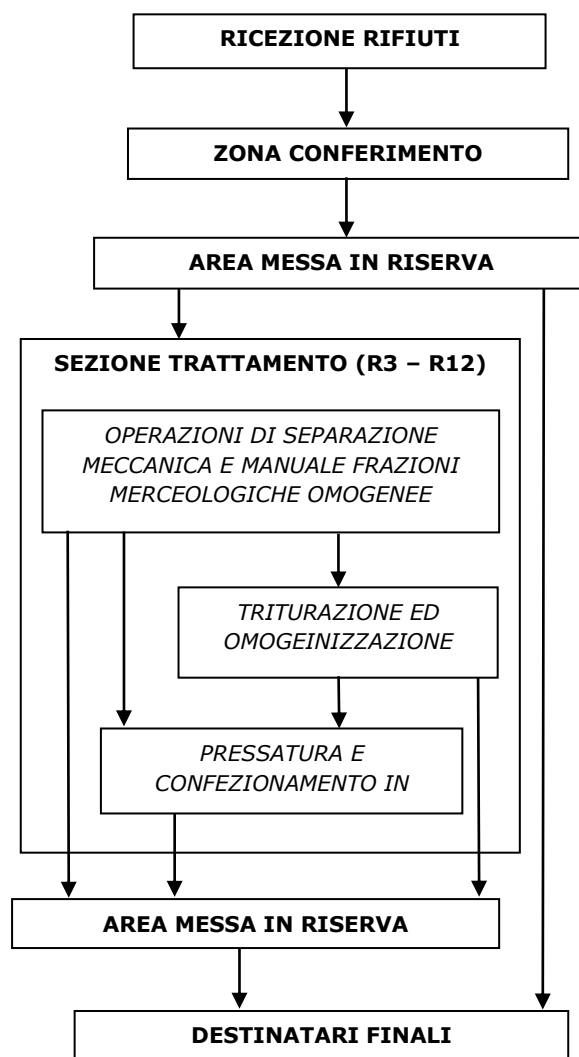 RICEZIONE RIFIUTI
ZONA CONFERIMENTO
AREA MESSA IN RISERVA
SEZIONE TRATTAMENTO (R3 – R12)
OPERAZIONI DI SEPARAZIONE
MECCANICA E MANUALE FRAZIONI
MERCEOLOGICHE OMOGENEE
TRITURAZIONE ED
OMOGEINIZZAZIONE
PRESSATURA E
CONFEZIONAMENTO IN
AREA MESSA IN RISERVA
DESTINATARI FINALI